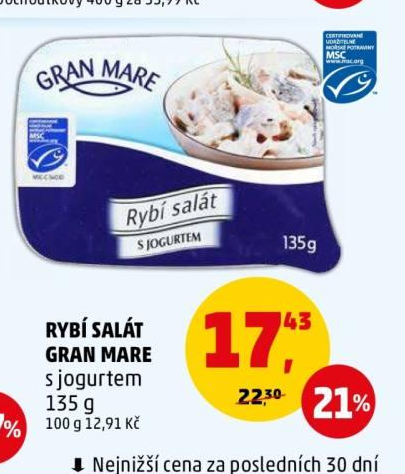 GRAN MARE
CERTIFIKOVANÉ
UDRŽITELNÉ
MOŘSKÉ POTRAVINY
MSC
www.msc.org
MSC
Rybí salát
S JOGURTEM
135g
RYBÍ SALÁT
GRAN MARE
s jogurtem
135 g
100 g 12,91 Kč
17,43
22,30
21%
%
⬇ Nejnižší cena za posledních 30 dní